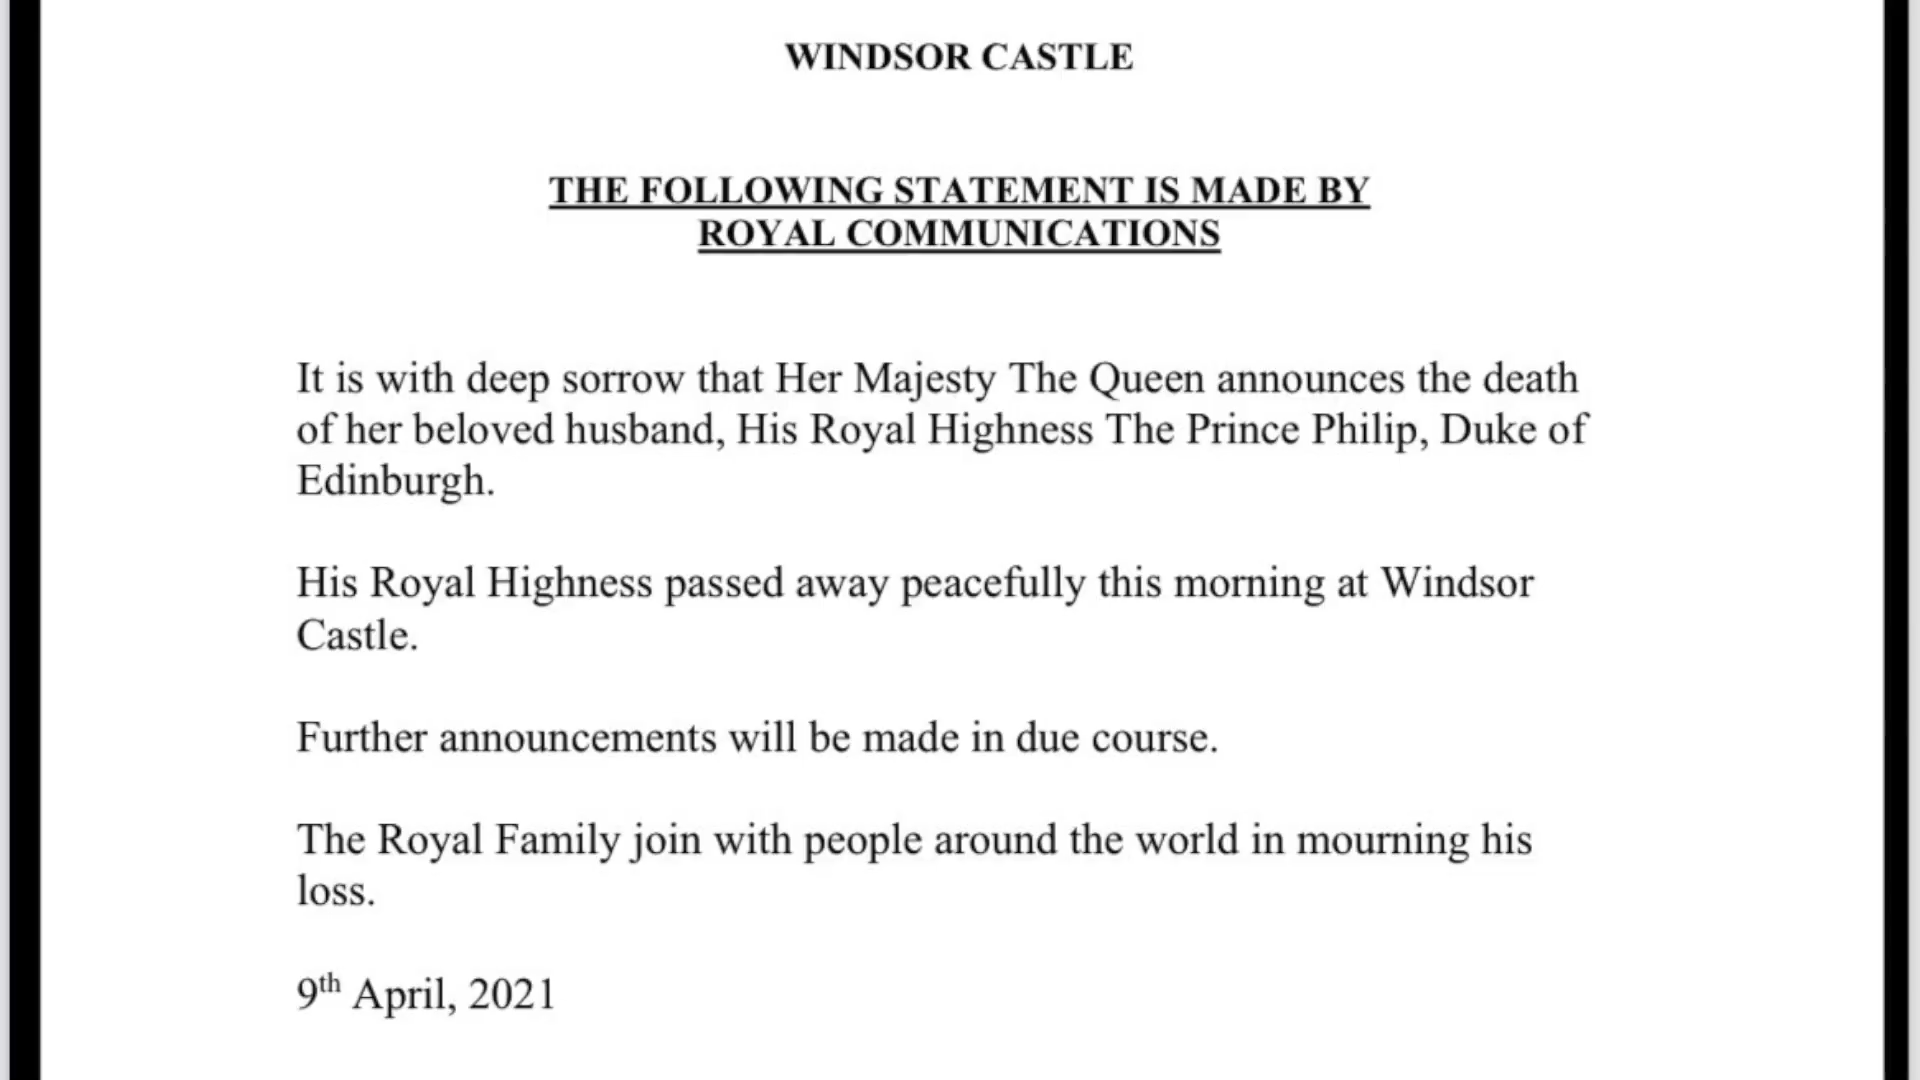 WINDSOR CASTLE
THE FOLLOWING STATEMENT IS MADE BY
ROYAL COMMUNICATIONS
It is with deep sorrow that Her Majesty The Queen announces the death
of her beloved husband, His Royal Highness The Prince Philip, Duke of
Edinburgh.
His Royal Highness passed away peacefully this morning at Windsor
Castle.
Further announcements will be made in due course.
The Royal Family join with people around the world in mourning his
loss.
9th April, 2021